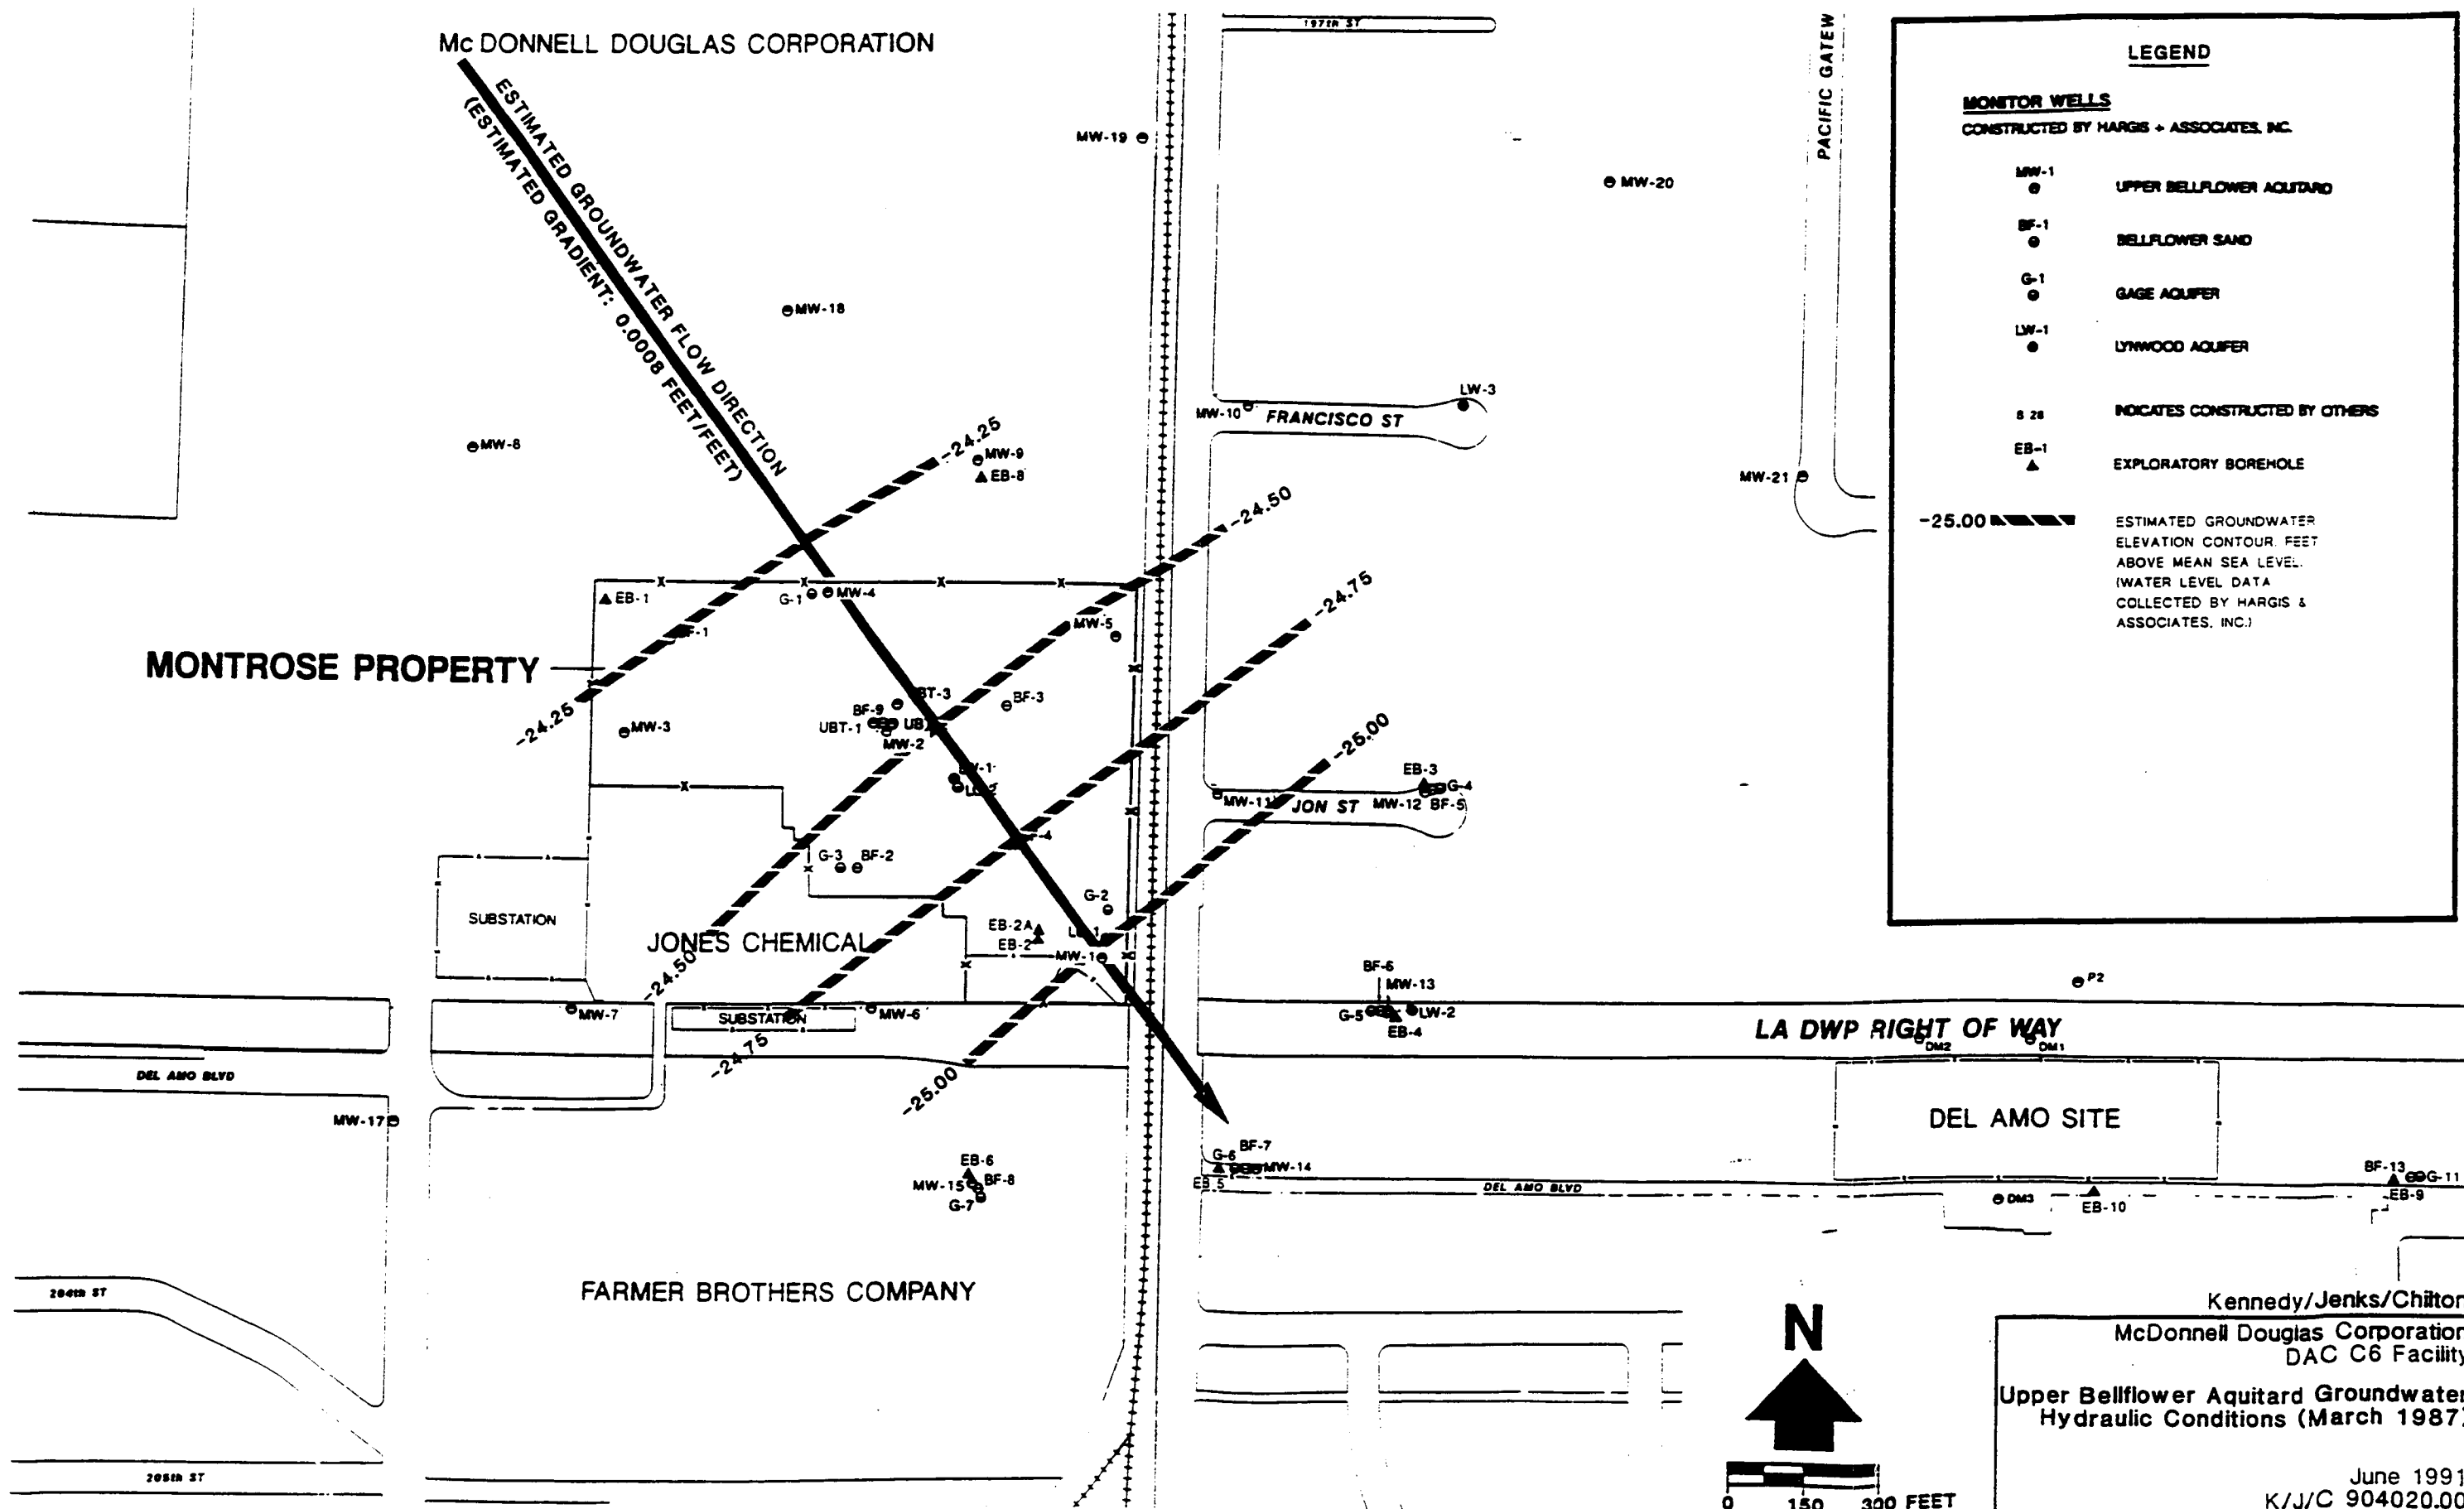 McDONNELL DOUGLAS CORPORATION
197th ST
PACIFIC GATEW
ESTIMATED GROUNDWATER FLOW DIRECTION
(ESTIMATED GRADIENT: 0.0008 FEET/FEET)
MW-19
MW-20
MW-18
LW-3
MW-10
FRANCISCO ST
-24.25
MW-8
MW-9
EB-8
MW-21
-24.50
-24.75
EB-1
G-1
MW-4
MW-5
F-1
MONTROSE PROPERTY
BT-3
BF-3
BF-9
UBT-1
UB
MW-2
-24.25
MW-3
-25.00
EB-3
G-4
MW-11
JON ST
MW-12
BF-5
G-3
BF-2
G-2
SUBSTATION
JONES CHEMICAL
EB-2A
EB-2
MW-1
-24.50
BF-6
MW-13
G-5
LW-2
EB-4
P2
MW-7
SUBSTATION
MW-6
LA DWP RIGHT OF WAY
DM2
DM1
-24.75
-25.00
DEL AMO BLVD
MW-17
DEL AMO SITE
EB-6
MW-15
BF-8
G-7
BF-7
G-6
MW-14
EB-5
DEL AMO BLVD
DM3
EB-10
BF-13
G-11
EB-9
204th ST
FARMER BROTHERS COMPANY
205th ST
LEGEND
MONITOR WELLS
CONSTRUCTED BY HARGIS + ASSOCIATES, INC.
MW-1
UPPER BELLFLOWER AQUITARD
BF-1
BELLFLOWER SAND
G-1
GAGE AQUIFER
LW-1
LYNWOOD AQUIFER
INDICATES CONSTRUCTED BY OTHERS
EB-1
EXPLORATORY BOREHOLE
-25.00
ESTIMATED GROUNDWATER
ELEVATION CONTOUR. FEET
ABOVE MEAN SEA LEVEL.
(WATER LEVEL DATA
COLLECTED BY HARGIS &
ASSOCIATES, INC.)
N
0 150 300 FEET
Kennedy/Jenks/Chilton
McDonnell Douglas Corporation
DAC C6 Facility
Upper Bellflower Aquitard Groundwater
Hydraulic Conditions (March 1987)
June 1991
K/J/C 904020.00